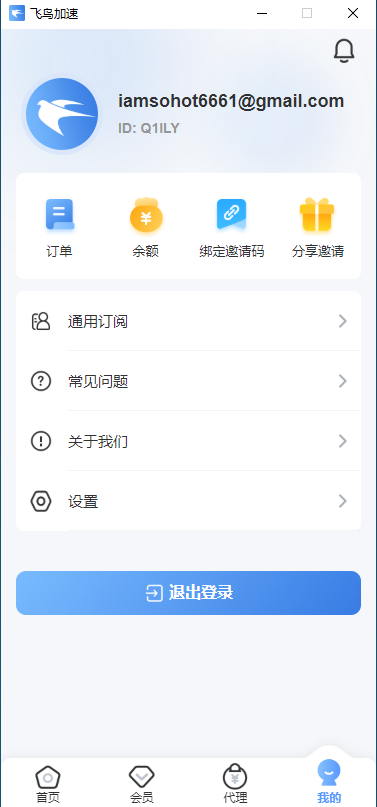 飞鸟加速
iamsohot6661@gmail.com
ID: Q1ILY
订单
余额
绑定邀请码
分享邀请
通用订阅
常见问题
关于我们
设置
退出登录
首页
会员
代理
我的